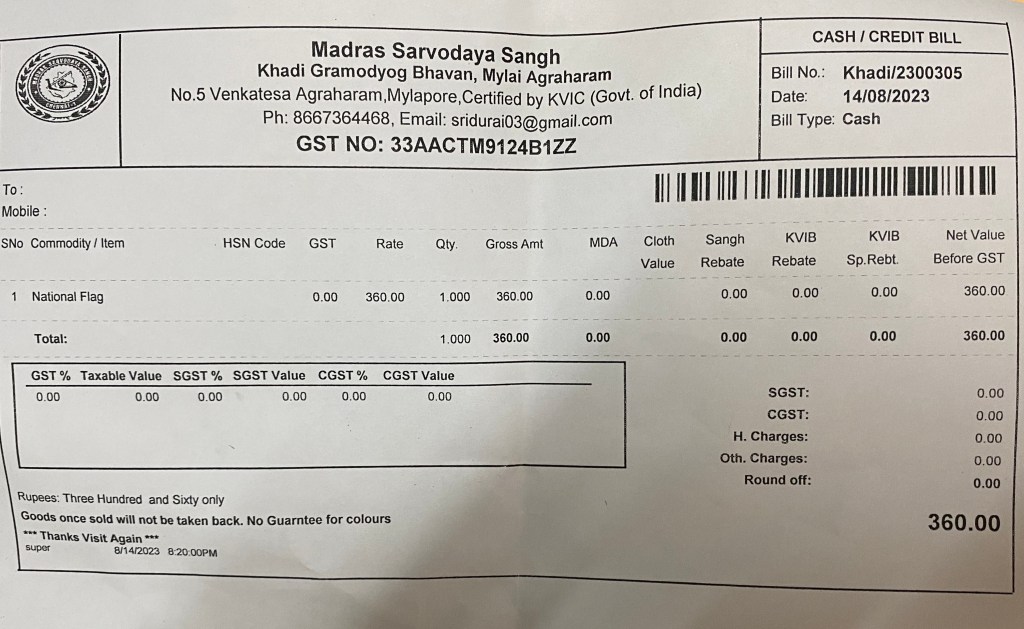 Madras Sarvodaya Sangh
Khadi Gramodyog Bhavan, Mylai Agraharam
No.5 Venkatesa Agraharam,Mylapore,Certified by KVIC (Govt. of India)
Ph: 8667364468, Email: sridurai03@gmail.com
GST NO: 33AACTM9124B1ZZ
CASH / CREDIT BILL
Bill No.: Khadi/2300305
Date: 14/08/2023
Bill Type: Cash
To :
Mobile :
SNo Commodity / Item HSN Code GST Rate Qty. Gross Amt MDA Cloth Value Sangh Rebate KVIB Rebate KVIB Sp.Rebt. Net Value Before GST
1 National Flag 0.00 360.00 1.000 360.00 0.00 0.00 0.00 0.00 360.00
Total: 1.000 360.00 0.00 0.00 0.00 0.00 360.00
GST % Taxable Value SGST % SGST Value CGST % CGST Value
0.00 0.00 0.00 0.00 0.00 0.00
SGST: 0.00
CGST: 0.00
H. Charges: 0.00
Oth. Charges: 0.00
Round off: 0.00
360.00
Rupees: Three Hundred and Sixty only
Goods once sold will not be taken back. No Guarntee for colours
*** Thanks Visit Again ***
super 8/14/2023 8:20:00PM